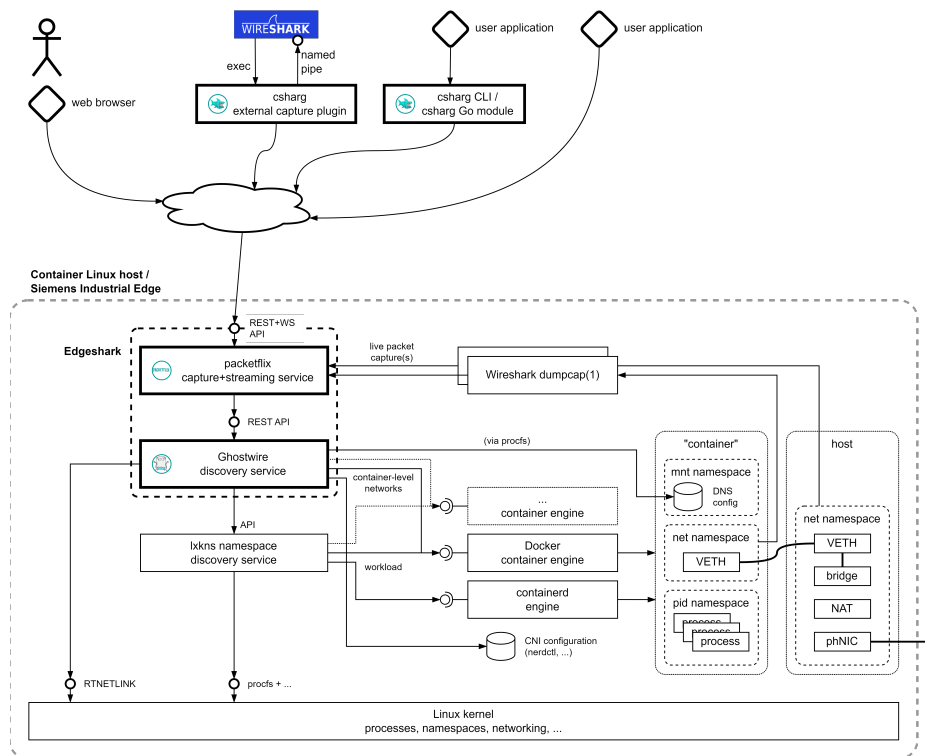 WIRESHARK
user application
user application
named
pipe
exec
web browser
csharg
external capture plugin
csharg CLI /
csharg Go module
Container Linux host /
Siemens Industrial Edge
REST+WS
API
Edgeshark
packetflix
capture+streaming service
live packet
capture(s)
Wireshark dumpcap(1)
REST API
Ghostwire
discovery service
(via procfs)
container-level
networks
"container"
host
mnt namespace
DNS
config
...
container engine
API
lxkns namespace
discovery service
workload
Docker
container engine
net namespace
VETH
net namespace
VETH
bridge
containerd
engine
pid namespace
process
process
process
NAT
phNIC
CNI configuration
(nerdctl, ...)
RTNETLINK
procfs + ...
Linux kernel
processes, namespaces, networking, ...